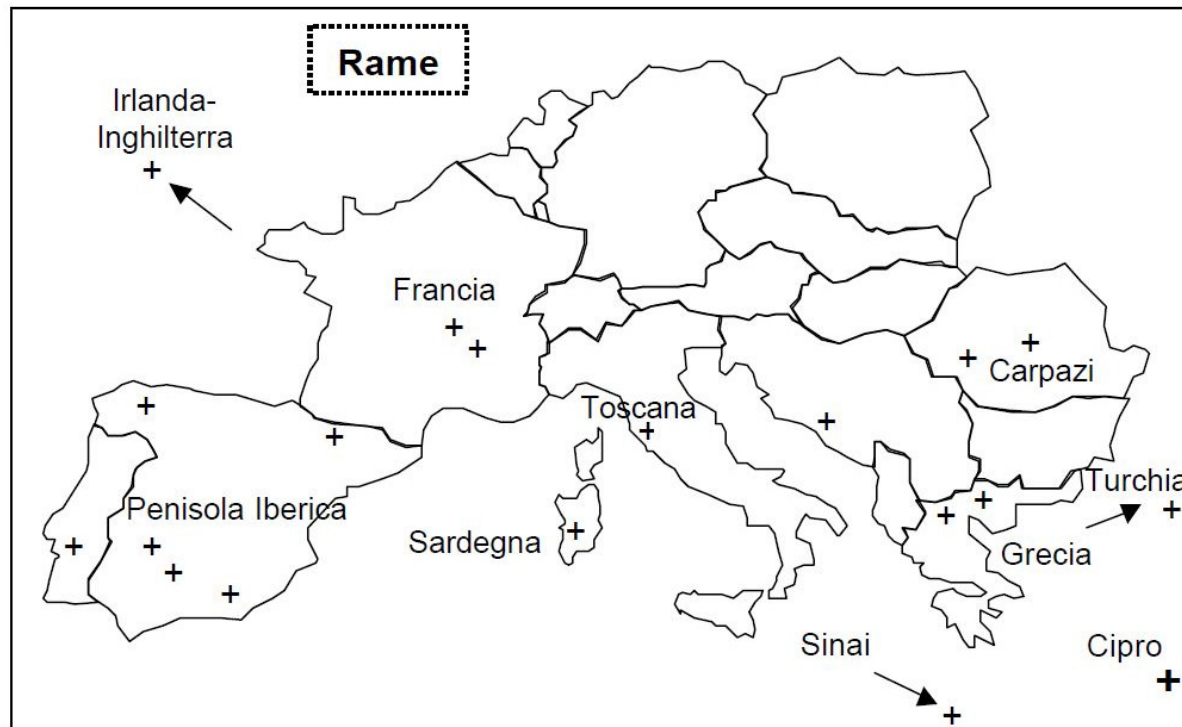 Rame
Irlanda-
Inghilterra
Francia
Carpazi
Toscana
Turchia
Penisola Iberica
Sardegna
Grecia
Sinai
Cipro